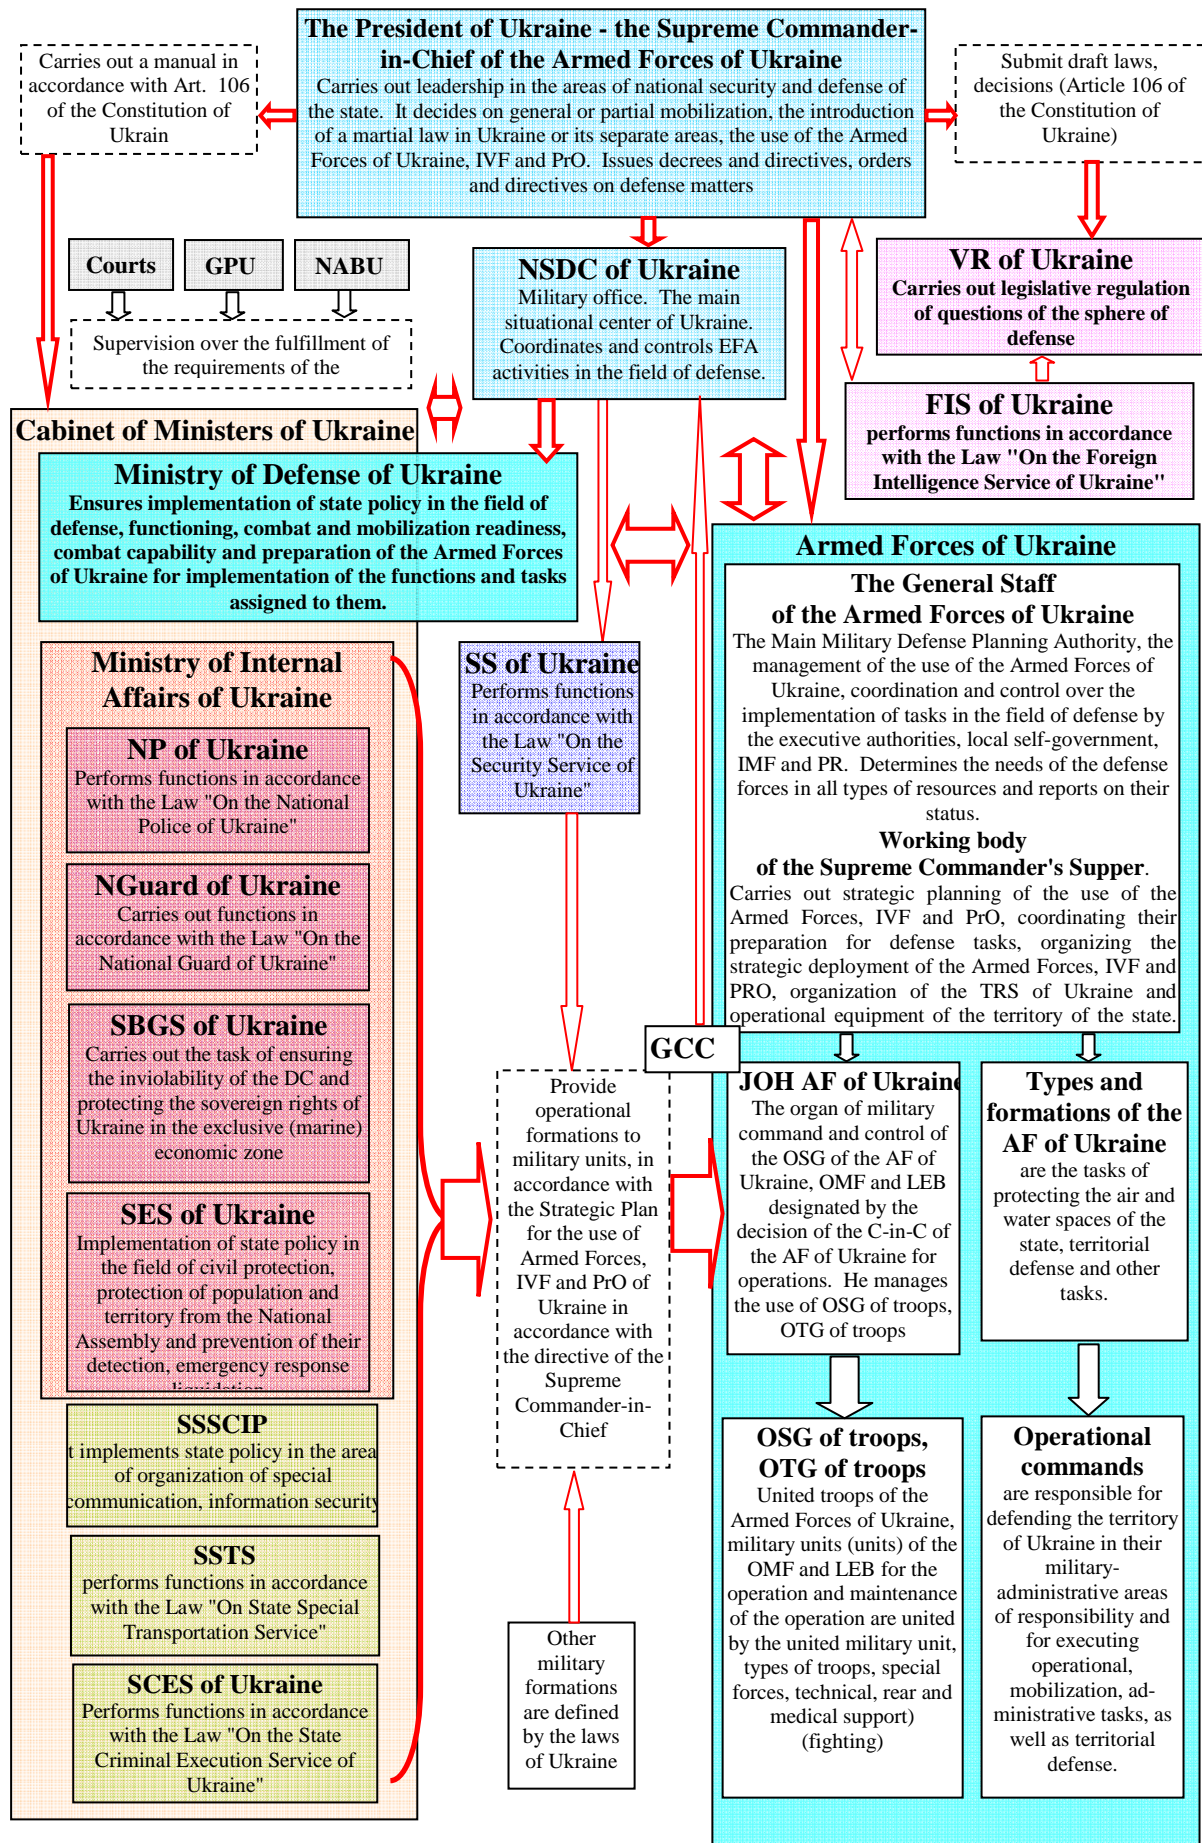 The President of Ukraine - the Supreme Commander-
in-Chief of the Armed Forces of Ukraine
Carries out leadership in the areas of national security and defense of
the state. It decides on general or partial mobilization, the introduction
of a martial law in Ukraine or its separate areas, the use of the Armed
Forces of Ukraine, IVF and PrO. Issues decrees and directives, orders
and directives on defense matters
Carries out a manual in
accordance with Art. 106
of the Constitution of
Ukrain
Submit draft laws,
decisions (Article 106 of
the Constitution of
Ukraine)
Courts
GPU
NABU
Supervision over the fulfillment of
the requirements of the
NSDC of Ukraine
Military office. The main
situational center of Ukraine.
Coordinates and controls EFA
activities in the field of defense.
VR of Ukraine
Carries out legislative regulation
of questions of the sphere of
defense
FIS of Ukraine
performs functions in accordance
with the Law "On the Foreign
Intelligence Service of Ukraine"
Cabinet of Ministers of Ukraine
Ministry of Defense of Ukraine
Ensures implementation of state policy in the field of
defense, functioning, combat and mobilization readiness,
combat capability and preparation of the Armed Forces
of Ukraine for implementation of the functions and tasks
assigned to them.
Ministry of Internal
Affairs of Ukraine
NP of Ukraine
Performs functions in accordance
with the Law "On the National
Police of Ukraine"
NGuard of Ukraine
Carries out functions in
accordance with the Law "On the
National Guard of Ukraine"
SBGS of Ukraine
Carries out the task of ensuring
the inviolability of the DC and
protecting the sovereign rights of
Ukraine in the exclusive (marine)
economic zone
SES of Ukraine
Implementation of state policy in
the field of civil protection,
protection of population and
territory from the National
Assembly and prevention of their
detection, emergency response
SSSCIP
t implements state policy in the area
of organization of special
communication, information security
SSTS
performs functions in accordance
with the Law "On State Special
Transportation Service"
SCES of Ukraine
Performs functions in accordance
with the Law "On the State
Criminal Execution Service of
Ukraine"
SS of Ukraine
Performs functions
in accordance with
the Law "On the
Security Service of
Ukraine"
GCC
Provide
operational
formations to
military units, in
accordance with
the Strategic Plan
for the use of
Armed Forces,
IVF and PrO of
Ukraine in
accordance with
the directive of the
Supreme
Commander-in-
Chief
Other
military
formations
are defined
by the laws
of Ukraine
Armed Forces of Ukraine
The General Staff
of the Armed Forces of Ukraine
The Main Military Defense Planning Authority, the
management of the use of the Armed Forces of
Ukraine, coordination and control over the
implementation of tasks in the field of defense by
the executive authorities, local self-government,
IMF and PR. Determines the needs of the defense
forces in all types of resources and reports on their
status.
Working body
of the Supreme Commander's Supper.
Carries out strategic planning of the use of the
Armed Forces, IVF and PrO, coordinating their
preparation for defense tasks, organizing the
strategic deployment of the Armed Forces, IVF and
PRO, organization of the TRS of Ukraine and
operational equipment of the territory of the state.
JOH AF of Ukraine
The organ of military
command and control of
the OSG of the AF of
Ukraine, OMF and LEB
designated by the
decision of the C-in-C of
the AF of Ukraine for
operations. He manages
the use of OSG of troops,
OTG of troops
Types and
formations of the
AF of Ukraine
are the tasks of
protecting the air and
water spaces of the
state, territorial
defense and other
tasks.
OSG of troops,
OTG of troops
United troops of the
Armed Forces of Ukraine,
military units (units) of the
OMF and LEB for the
operation and maintenance
of the operation are united
by the united military unit,
types of troops, special
forces, technical, rear and
medical support)
(fighting)
Operational
commands
are responsible for
defending the territory
of Ukraine in their
military-
administrative areas
of responsibility and
for executing
operational,
mobilization, ad-
ministrative tasks, as
well as territorial
defense.